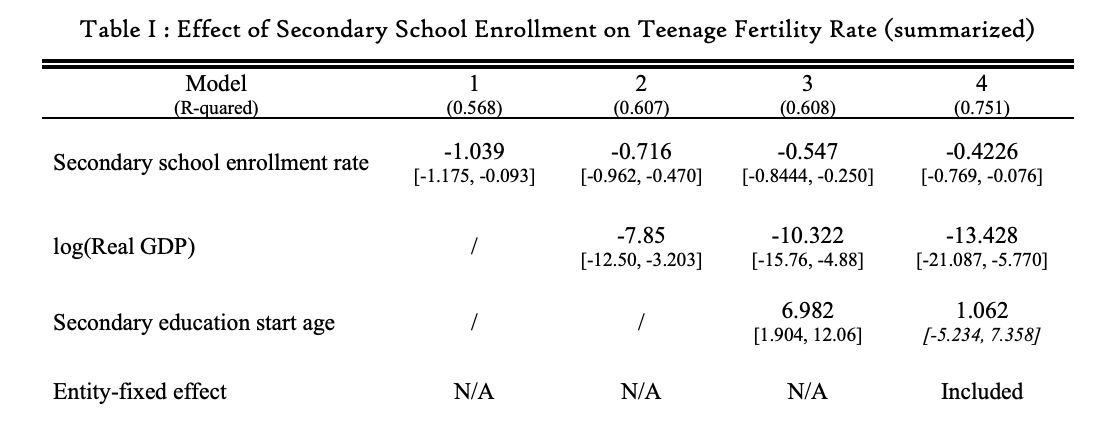 Table I : Effect of Secondary School Enrollment on Teenage Fertility Rate (summarized)
Model 1 2 3 4
(R-quared) (0.568) (0.607) (0.608) (0.751)
Secondary school enrollment rate -1.039 -0.716 -0.547 -0.4226
[-1.175, -0.093] [-0.962, -0.470] [-0.8444, -0.250] [-0.769, -0.076]
log(Real GDP) / -7.85 -10.322 -13.428
[-12.50, -3.203] [-15.76, -4.88] [-21.087, -5.770]
Secondary education start age / / 6.982 1.062
[1.904, 12.06] [-5.234, 7.358]
Entity-fixed effect N/A N/A N/A Included